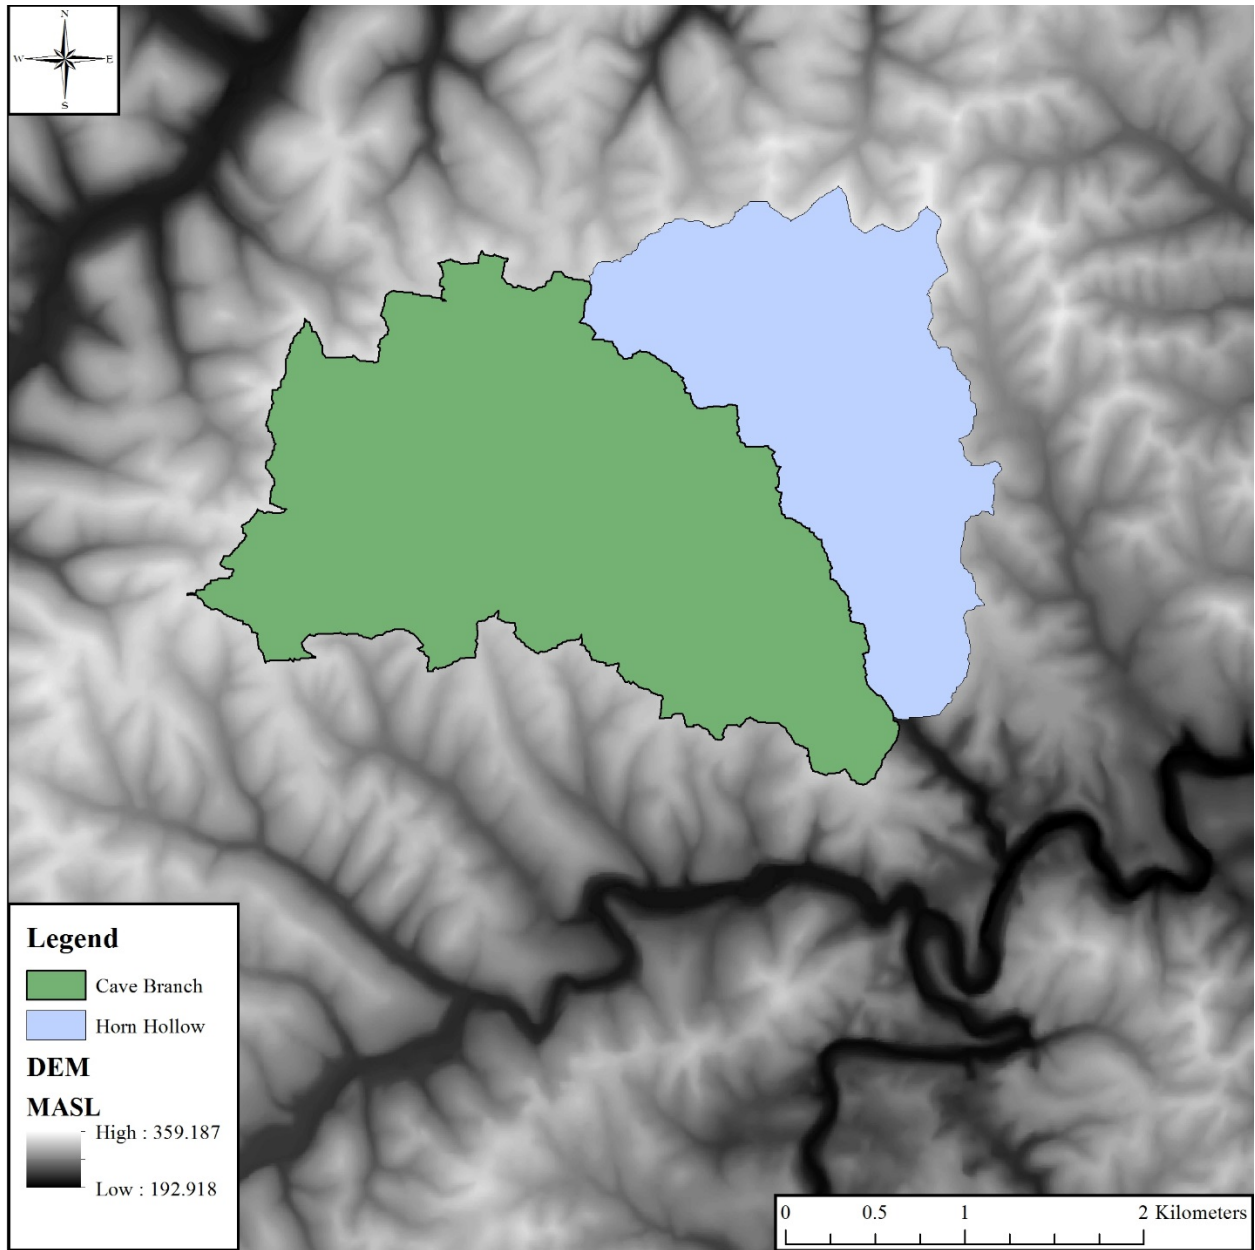 N
W E
S
Legend
Cave Branch
Horn Hollow
DEM
MASL
High : 359.187
Low : 192.918
0 0.5 1 2 Kilometers